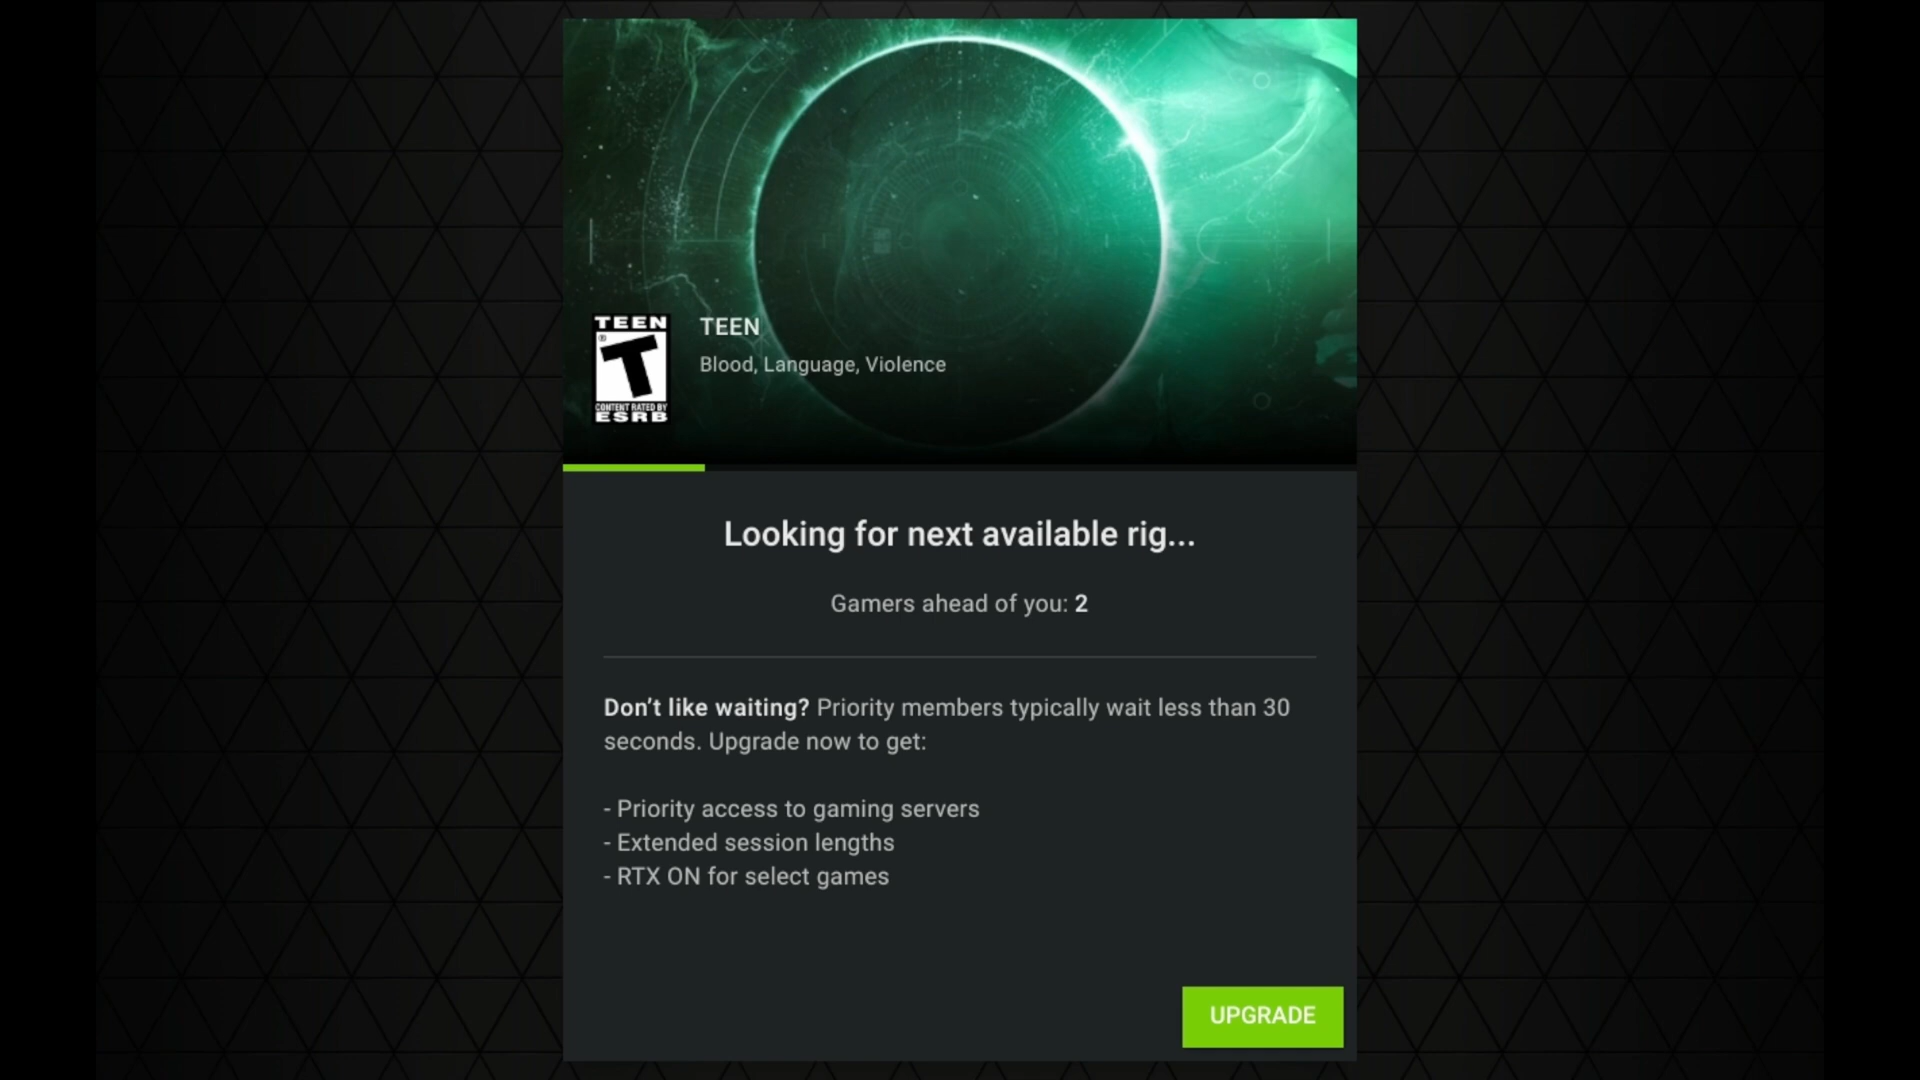 TEEN
T
CONTENT RATED BY
ESRB
TEEN
Blood, Language, Violence
Looking for next available rig...
Gamers ahead of you: 2
Don't like waiting? Priority members typically wait less than 30
seconds. Upgrade now to get:
- Priority access to gaming servers
- Extended session lengths
- RTX ON for select games
UPGRADE